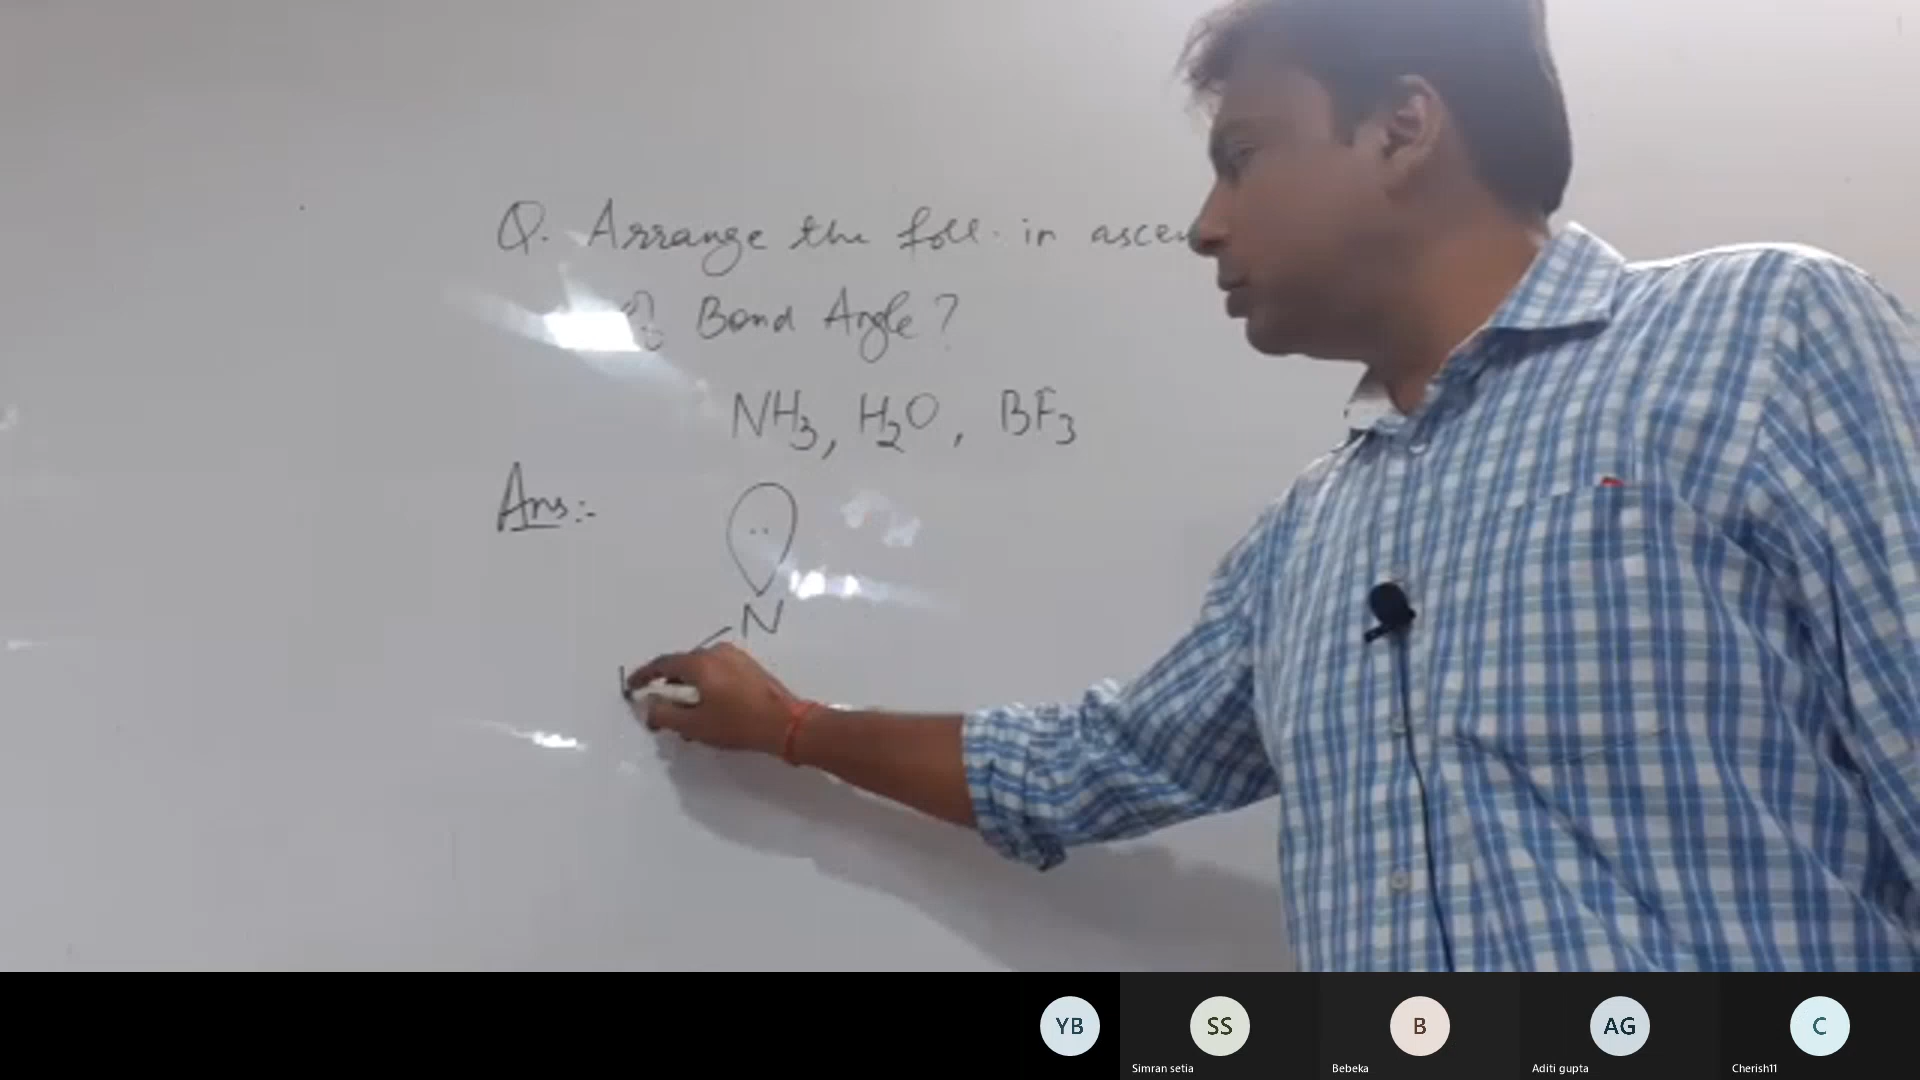 Q. Arrange the foll. in
of Bond Angle?
NH3, H2O, BF3
Ans:-
N
YB
SS
B
AG
C
Simran setia
Bebeka
Aditi gupta
Cherish11